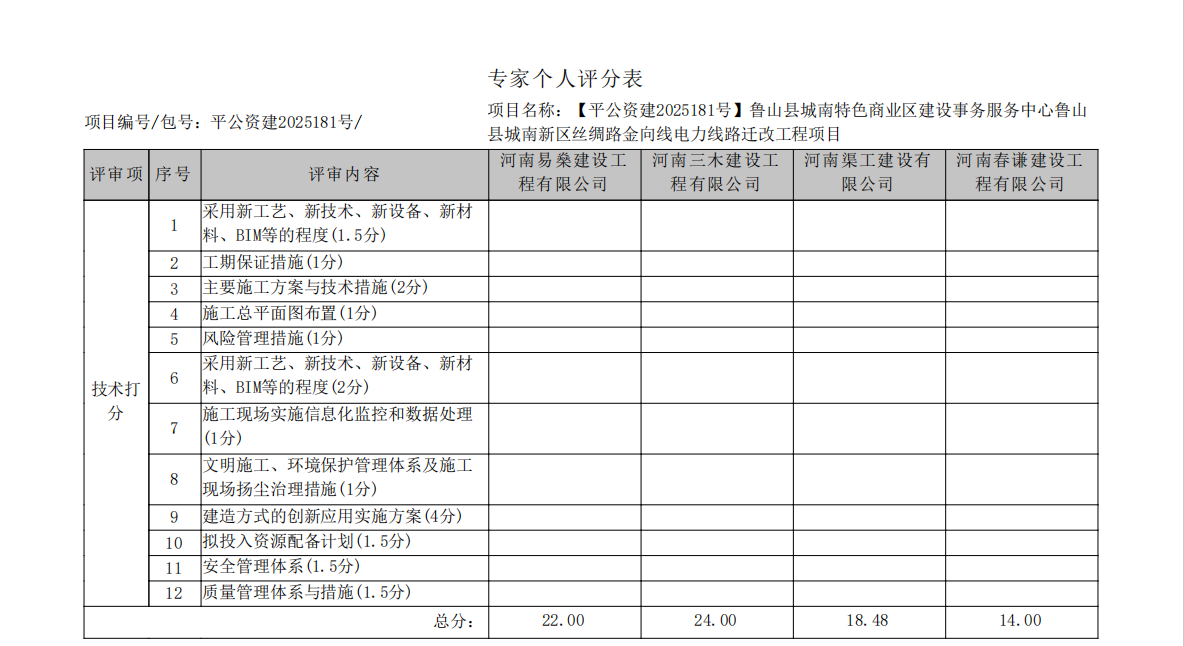 专家个人评分表
项目编号/包号：平公资建2025181号/
项目名称：【平公资建2025181号】鲁山县城南特色商业区建设事务服务中心鲁山
县城南新区丝绸路金向线电力线路迁改工程项目
评审项 序号 评审内容 河南易燊建设工程有限公司 河南三木建设工程有限公司 河南渠工建设有限公司 河南春谦建设工程有限公司
技术打分
1 采用新工艺、新技术、新设备、新材
料、BIM等的程度(1.5分)
2 工期保证措施(1分)
3 主要施工方案与技术措施(2分)
4 施工总平面图布置(1分)
5 风险管理措施(1分)
6 采用新工艺、新技术、新设备、新材
料、BIM等的程度(2分)
7 施工现场实施信息化监控和数据处理
(1分)
8 文明施工、环境保护管理体系及施工
现场扬尘治理措施(1分)
9 建造方式的创新应用实施方案(4分)
10 拟投入资源配备计划(1.5分)
11 安全管理体系(1.5分)
12 质量管理体系与措施(1.5分)
总分： 22.00 24.00 18.48 14.00